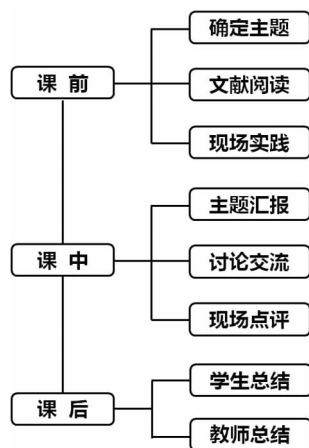 确定主题
课 前
文献阅读
现场实践
主题汇报
课 中
讨论交流
现场点评
学生总结
课 后
教师总结